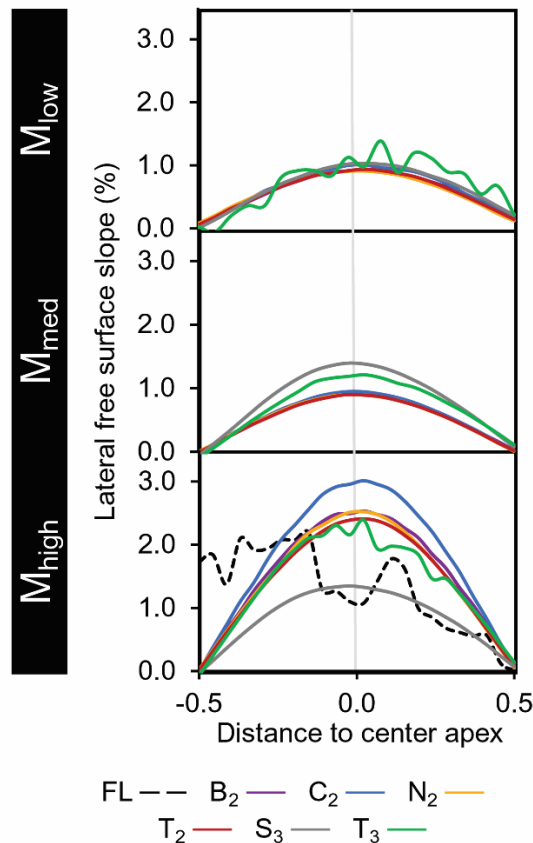 M_low
M_med
M_high
Lateral free surface slope (%)
3.0
2.0
1.0
0.0
3.0
2.0
1.0
0.0
3.0
2.0
1.0
0.0
-0.5 0.0 0.5
Distance to center apex
FL B₂ C₂ N₂
T₂ S₃ T₃